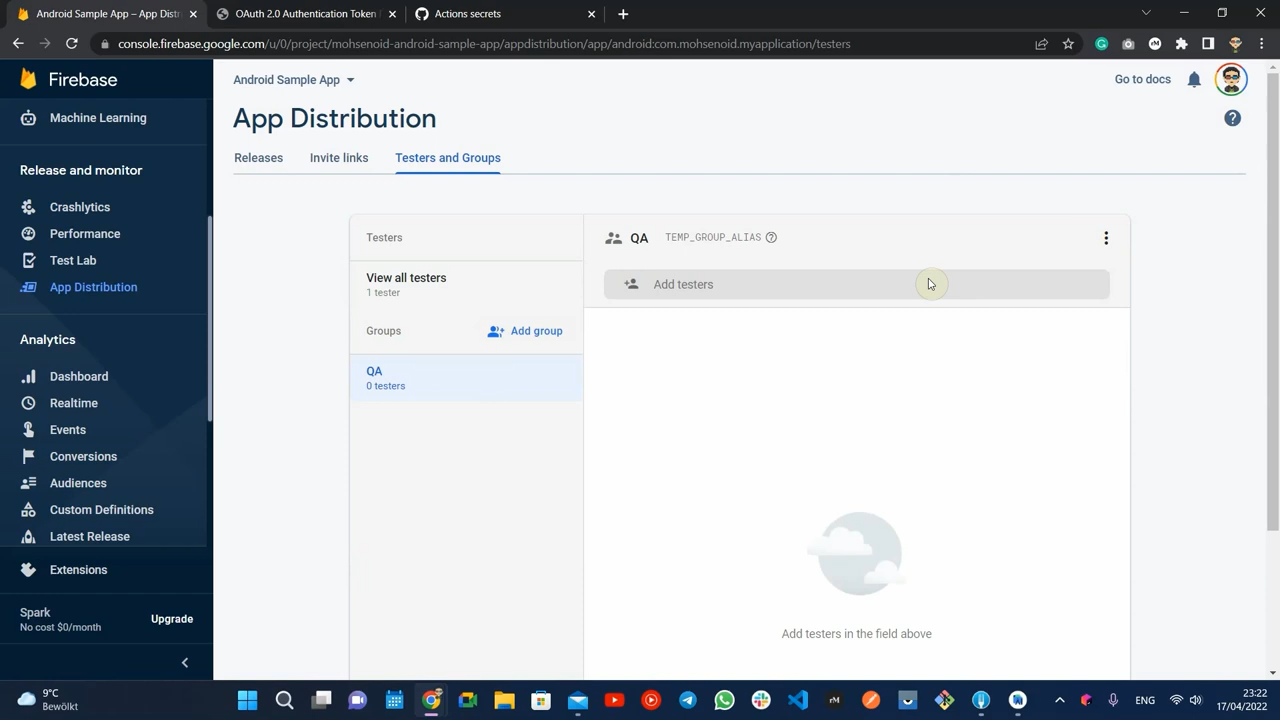 Android Sample App – App Distr
OAuth 2.0 Authentication Token
Actions secrets
console.firebase.google.com/u/0/project/mohsenoid-android-sample-app/appdistribution/app/android:com.mohsenoid.myapplication/testers
Firebase
Machine Learning
Release and monitor
Crashlytics
Performance
Test Lab
App Distribution
Analytics
Dashboard
Realtime
Events
Conversions
Audiences
Custom Definitions
Latest Release
Extensions
Spark
No cost $0/month
Upgrade
Android Sample App
Go to docs
App Distribution
Releases
Invite links
Testers and Groups
Testers
View all testers
1 tester
Groups
Add group
QA
0 testers
QA TEMP_GROUP_ALIAS
Add testers
Add testers in the field above
9°C
Bewölkt
rM
ENG
23:22
17/04/2022